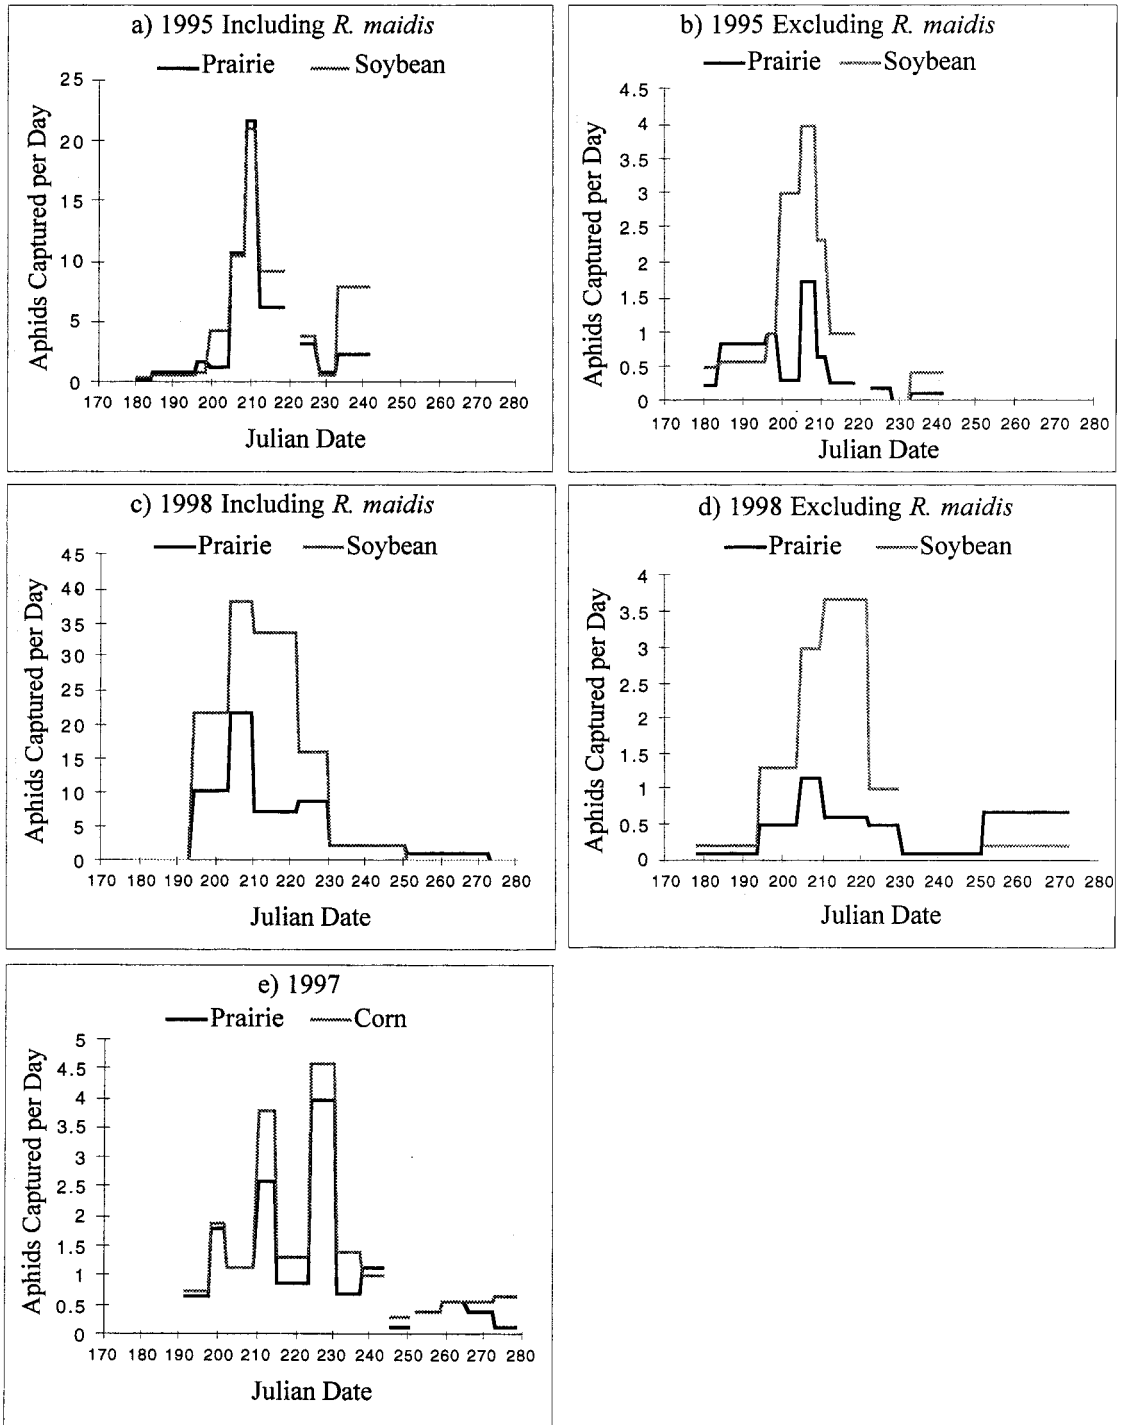 a) 1995 Including R. maidis
Prairie Soybean
Aphids Captured per Day
25
20
15
10
5
0
170 180 190 200 210 220 230 240 250 260 270 280
Julian Date
b) 1995 Excluding R. maidis
Prairie Soybean
Aphids Captured per Day
4.5
4
3.5
3
2.5
2
1.5
1
0.5
0
170 180 190 200 210 220 230 240 250 260 270 280
Julian Date
c) 1998 Including R. maidis
Prairie Soybean
Aphids Captured per Day
45
40
35
30
25
20
15
10
5
0
170 180 190 200 210 220 230 240 250 260 270 280
Julian Date
d) 1998 Excluding R. maidis
Prairie Soybean
Aphids Captured per Day
4
3.5
3
2.5
2
1.5
1
0.5
0
170 180 190 200 210 220 230 240 250 260 270 280
Julian Date
e) 1997
Prairie Corn
Aphids Captured per Day
5
4.5
4
3.5
3
2.5
2
1.5
1
0.5
0
170 180 190 200 210 220 230 240 250 260 270 280
Julian Date